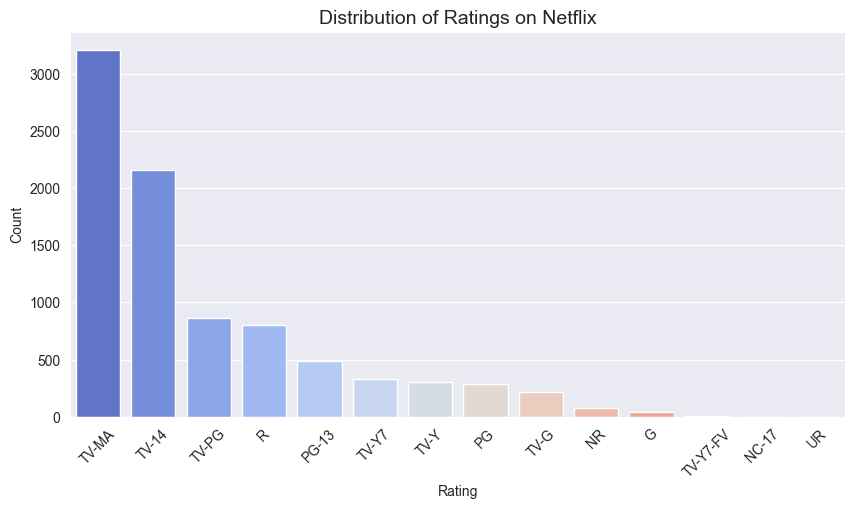 Distribution of Ratings on Netflix
Count
3000
2500
2000
1500
1000
500
0
TV-MA
TV-14
TV-PG
R
PG-13
TV-Y7
TV-Y
PG
TV-G
NR
G
TV-Y7-FV
NC-17
UR
Rating